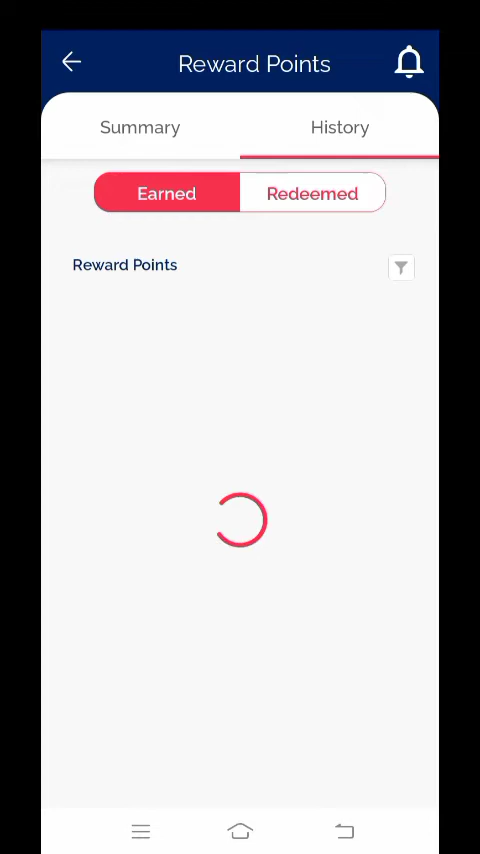 Reward Points
Summary
History
Earned
Redeemed
Reward Points